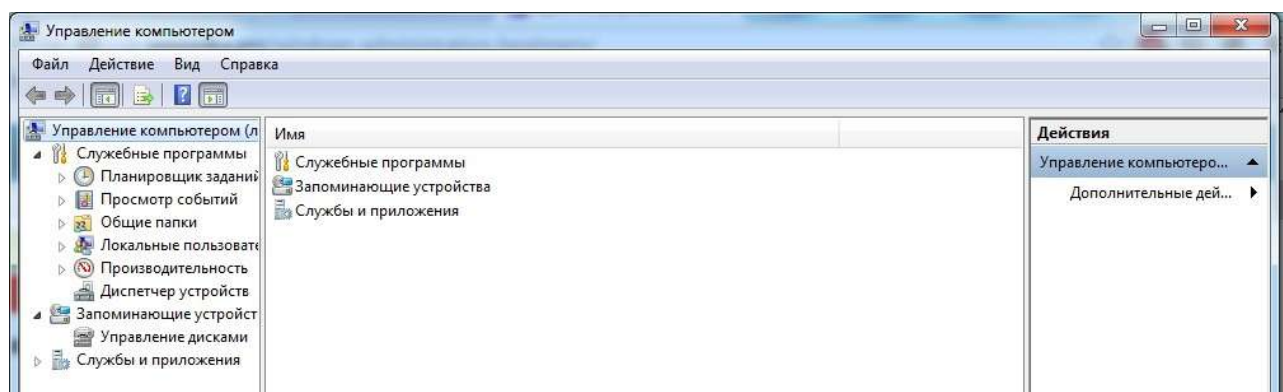 Управление компьютером
Файл Действие Вид Справка
Управление компьютером (л
Служебные программы
Планировщик заданий
Просмотр событий
Общие папки
Локальные пользовате
Производительность
Диспетчер устройств
Запоминающие устройст
Управление дисками
Службы и приложения
Имя
Служебные программы
Запоминающие устройства
Службы и приложения
Действия
Управление компьютеро...
Дополнительные дей...